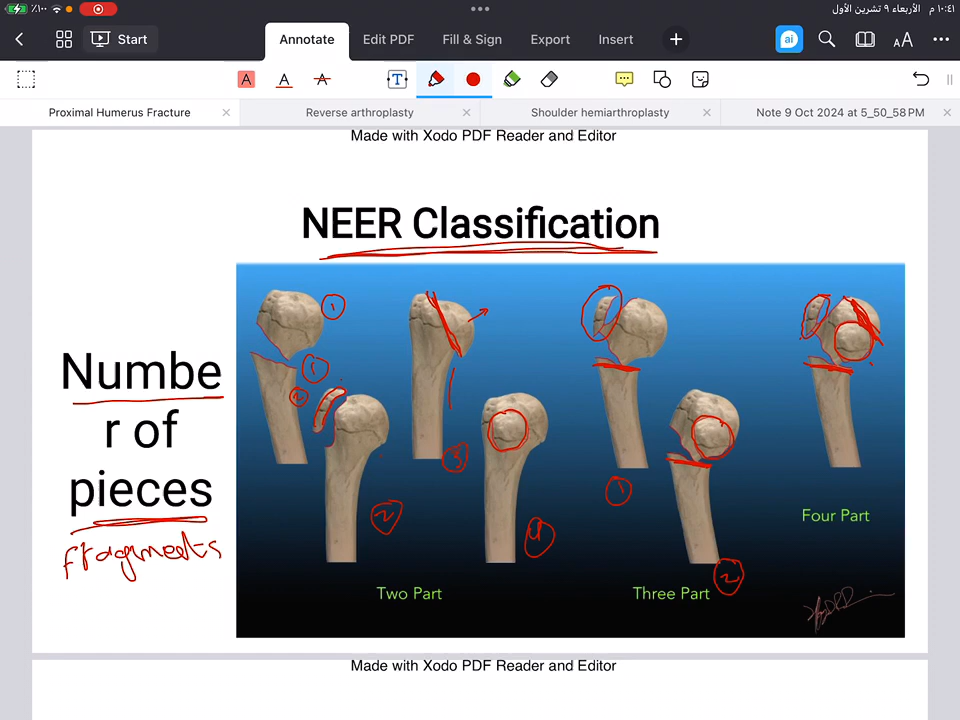 ١٠:٤١ م الأربعاء ٩ تشرين الأول
٪١٠٠
Start
Annotate
Edit PDF
Fill & Sign
Export
Insert
ai
AA
A A A T
Proximal Humerus Fracture
Reverse arthroplasty
Shoulder hemiarthroplasty
Note 9 Oct 2024 at 5_50_58 PM
Made with Xodo PDF Reader and Editor
NEER Classification
Numbe
r of
pieces
fragments
1
1
2
2
3
4
1
2
Two Part
Three Part
Four Part
Made with Xodo PDF Reader and Editor